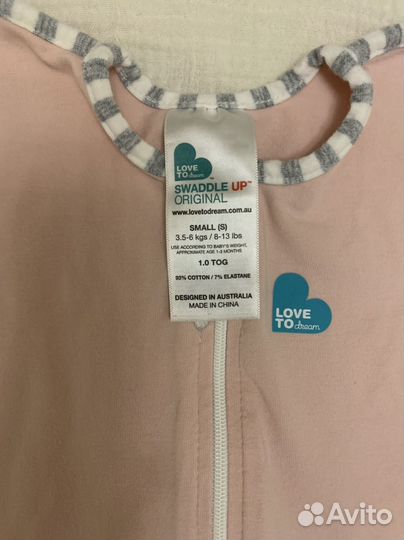 LOVE
TO dream
SWADDLE UP™
ORIGINAL
www.lovetodream.com.au
SMALL (S)
3.5-6 kgs / 8-13 lbs
USE ACCORDING TO BABY'S WEIGHT,
APPROXIMATE AGE 1-3 MONTHS
1.0 TOG
93% COTTON / 7% ELASTANE
DESIGNED IN AUSTRALIA
MADE IN CHINA
LOVE
TO dream
Avito